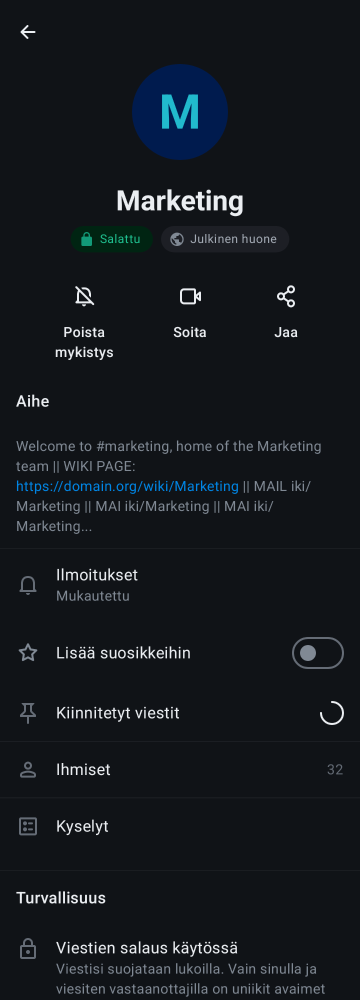 M
Marketing
Salattu
Julkinen huone
Poista
mykistys
Soita
Jaa
Aihe
Welcome to #marketing, home of the Marketing
team || WIKI PAGE:
https://domain.org/wiki/Marketing || MAIL iki/
Marketing || MAI iki/Marketing || MAI iki/
Marketing...
Ilmoitukset
Mukautettu
Lisää suosikkeihin
Kiinnitetyt viestit
Ihmiset 32
Kyselyt
Turvallisuus
Viestien salaus käytössä
Viestisi suojataan lukoilla. Vain sinulla ja
viesiten vastaanottajilla on uniikit avaimet